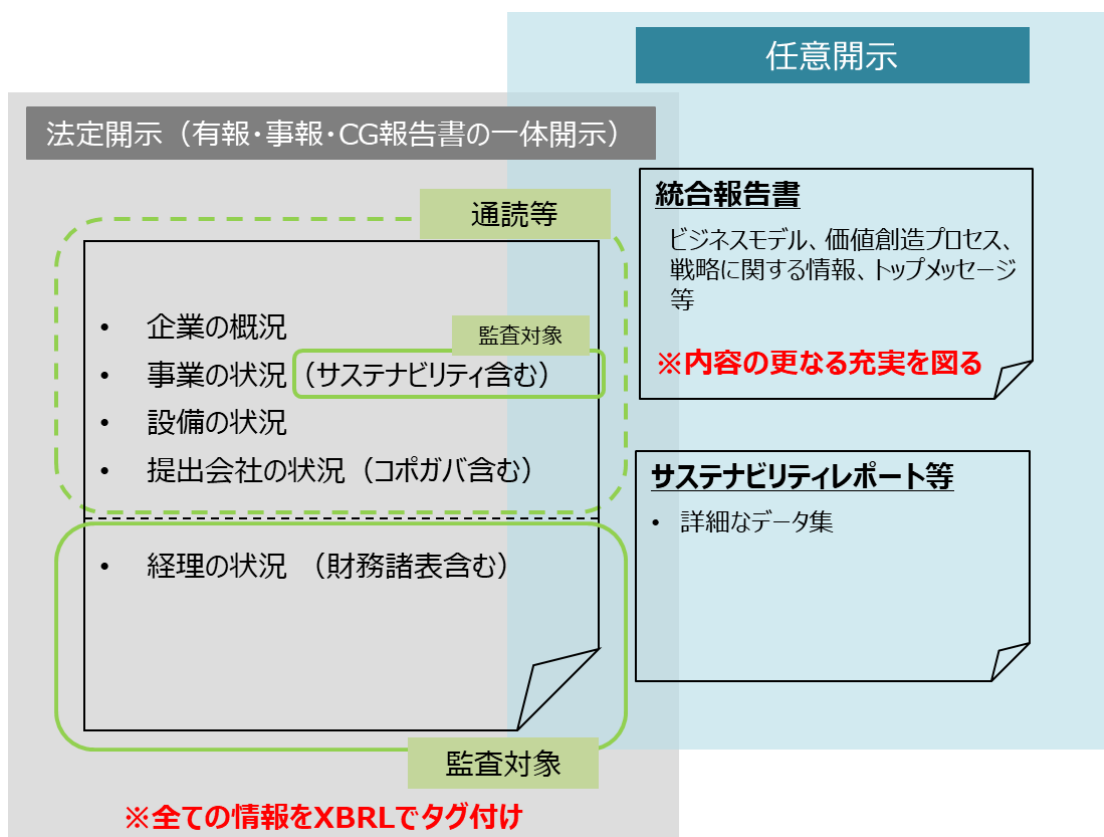 任意開示
法定開示（有報・事報・CG報告書の一体開示）
通読等
• 企業の概況
監査対象
• 事業の状況（サステナビリティ含む）
• 設備の状況
• 提出会社の状況（コポガバ含む）
• 経理の状況 （財務諸表含む）
監査対象
※全ての情報をXBRLでタグ付け
統合報告書
ビジネスモデル、価値創造プロセス、
戦略に関する情報、トップメッセージ
等
※内容の更なる充実を図る
サステナビリティレポート等
• 詳細なデータ集